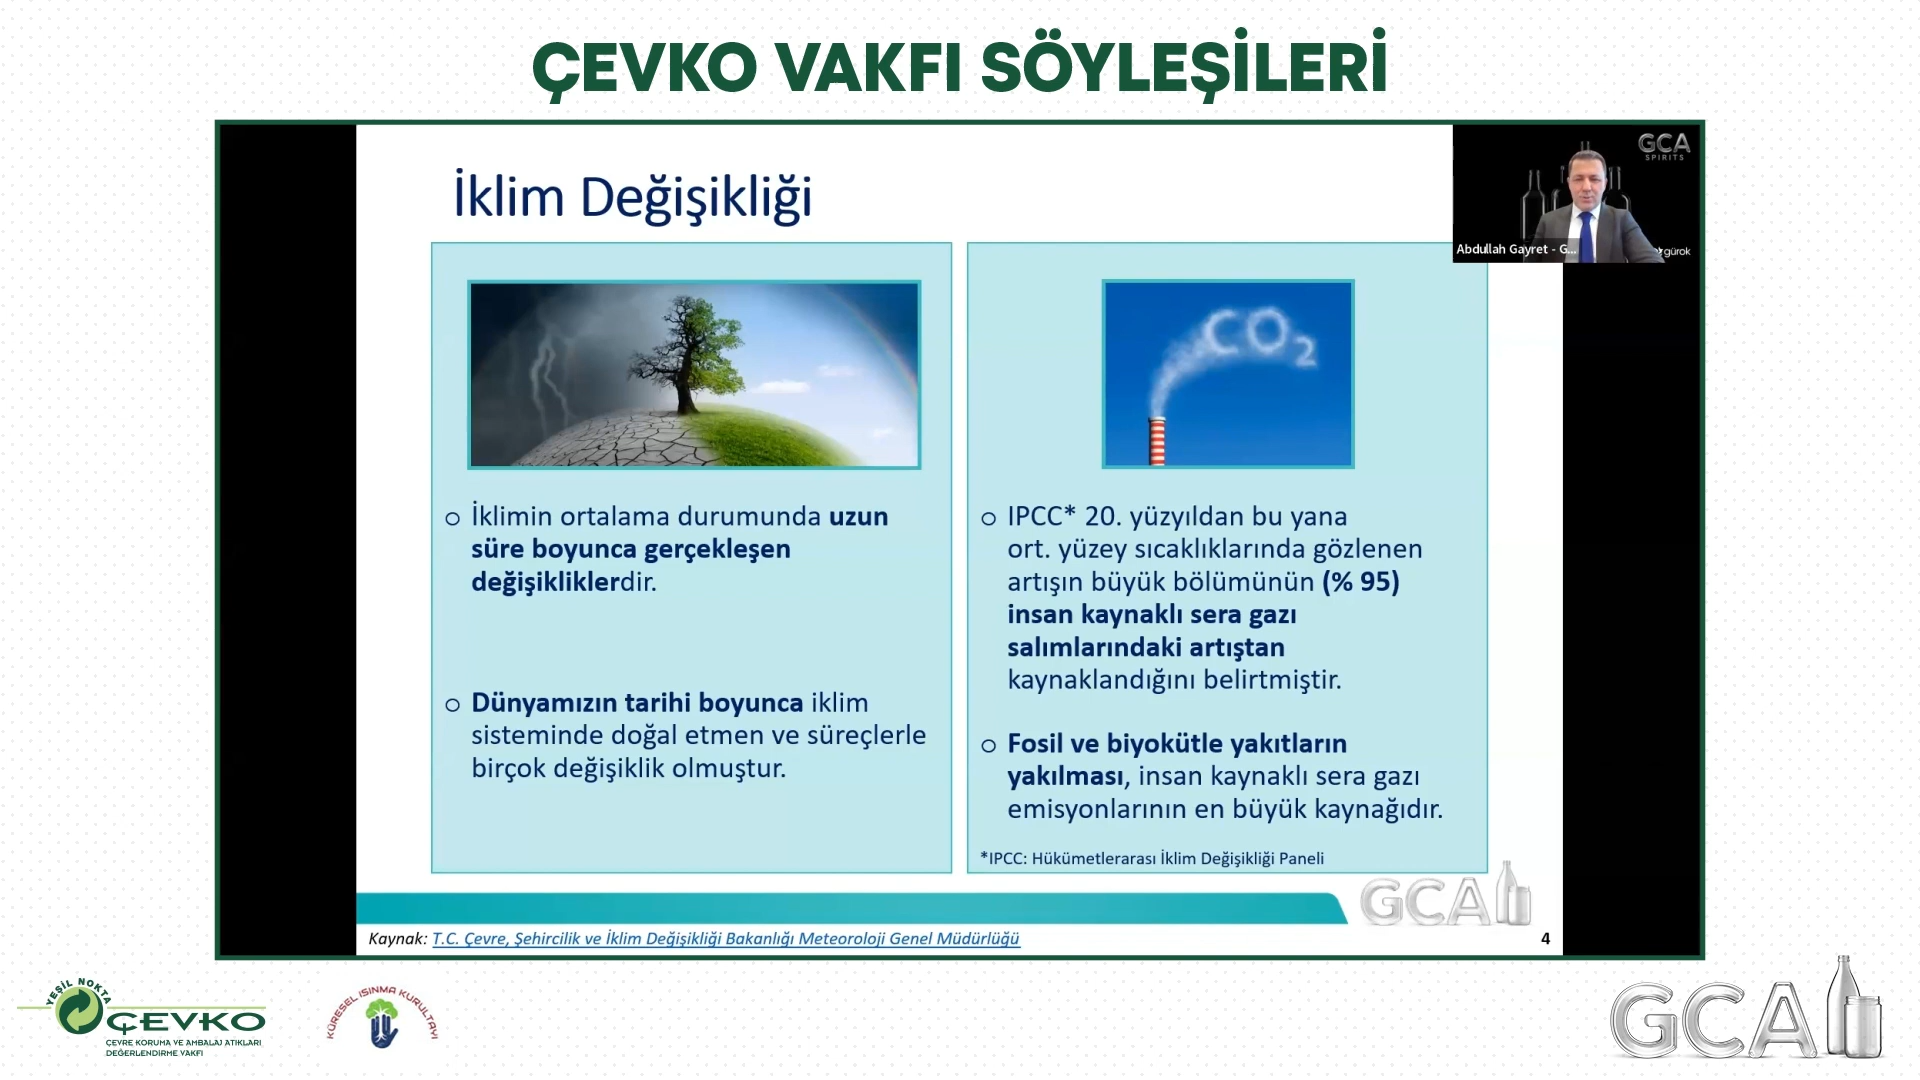 ÇEVKO VAKFI SÖYLEŞİLERİ
İklim Değişikliği
GCA
SPIRITS
Abdullah Gayret - G...
gürok
CO2
o İklimin ortalama durumunda uzun
süre boyunca gerçekleşen
değişikliklerdir.
o Dünyamızın tarihi boyunca iklim
sisteminde doğal etmen ve süreçlerle
birçok değişiklik olmuştur.
o IPCC* 20. yüzyıldan bu yana
ort. yüzey sıcaklıklarında gözlenen
artışın büyük bölümünün (% 95)
insan kaynaklı sera gazı
salımlarındaki artıştan
kaynaklandığını belirtmiştir.
o Fosil ve biyokütle yakıtların
yakılması, insan kaynaklı sera gazı
emisyonlarının en büyük kaynağıdır.
*IPCC: Hükümetlerarası İklim Değişikliği Paneli
GCA
Kaynak: T.C. Çevre, Şehircilik ve İklim Değişikliği Bakanlığı Meteoroloji Genel Müdürlüğü
4
YEŞİL NOKTA
ÇEVKO
ÇEVRE KORUMA VE AMBALAJ ATIKLARI
DEĞERLENDİRME VAKFI
KÜRESEL ISINMA KURULTAYI
GCA